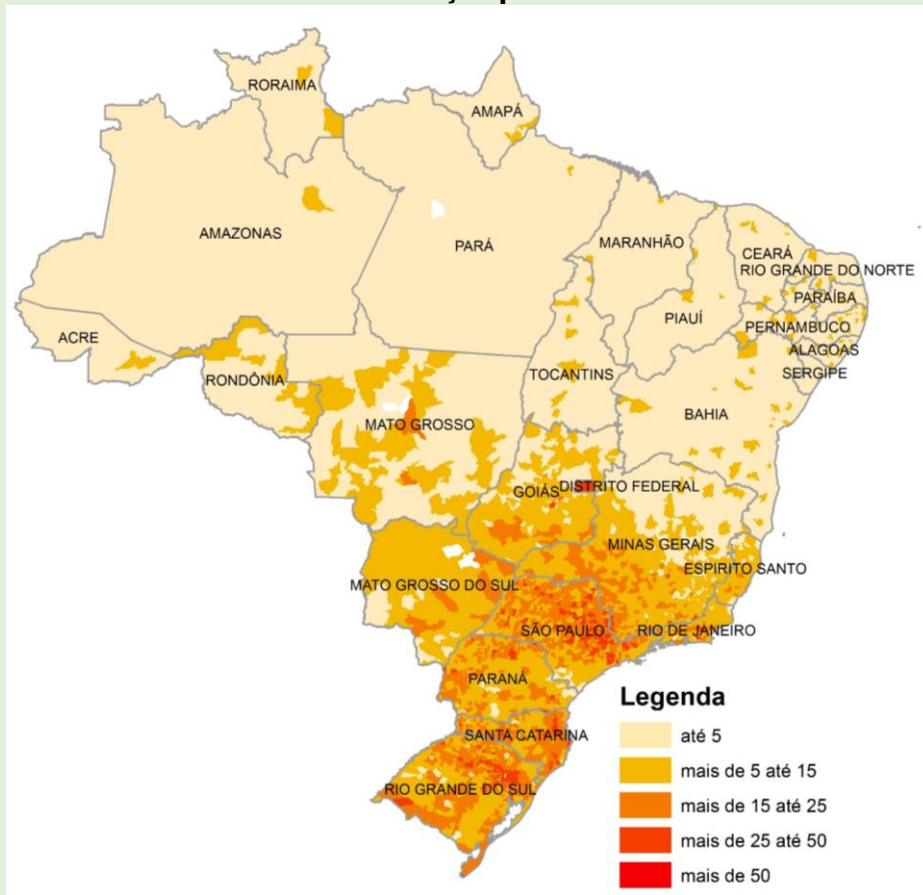 RORAIMA
AMAPÁ
AMAZONAS
PARÁ
MARANHÃO
CEARÁ
RIO GRANDE DO NORTE
PARAÍBA
PIAUÍ
PERNAMBUCO
ACRE
ALAGOAS
SERGIPE
RONDÔNIA
TOCANTINS
BAHIA
MATO GROSSO
GOIÁS
DISTRITO FEDERAL
MINAS GERAIS
ESPIRITO SANTO
MATO GROSSO DO SUL
SÃO PAULO
RIO DE JANEIRO
PARANÁ
SANTA CATARINA
RIO GRANDE DO SUL
Legenda
até 5
mais de 5 até 15
mais de 15 até 25
mais de 25 até 50
mais de 50